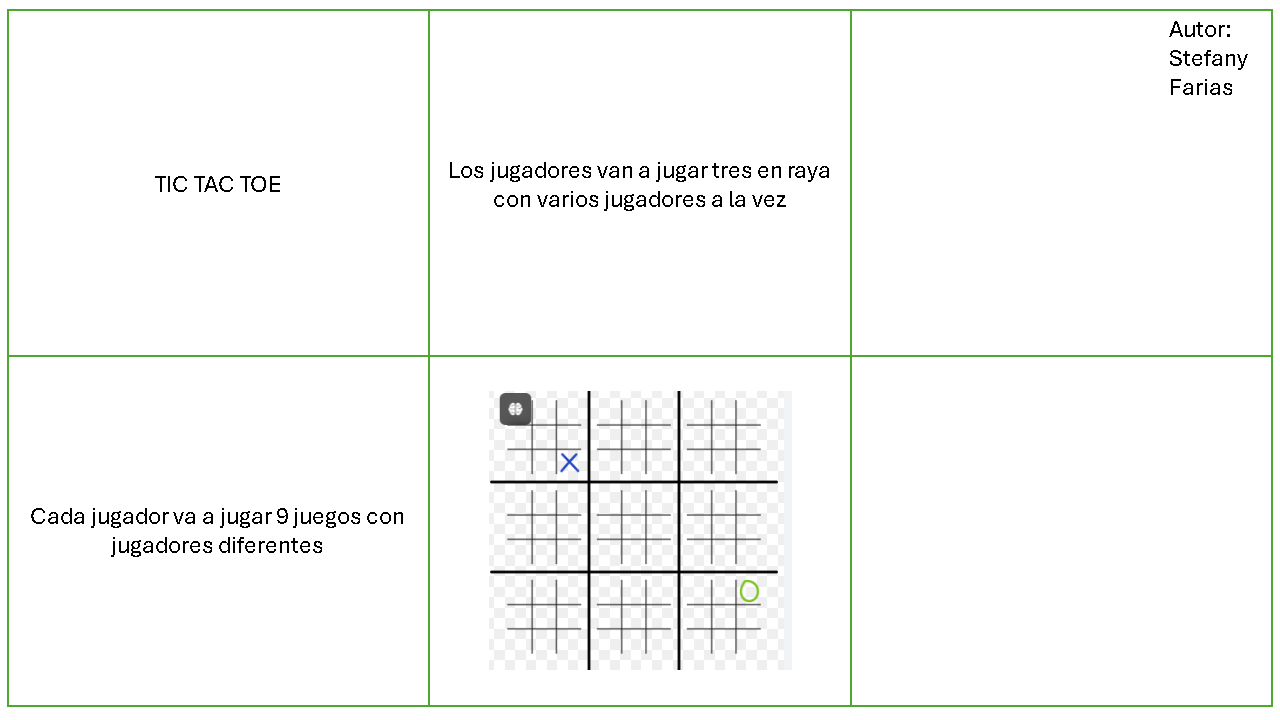 TIC TAC TOE
Los jugadores van a jugar tres en raya
con varios jugadores a la vez
Autor:
Stefany
Farias
Cada jugador va a jugar 9 juegos con
jugadores diferentes
X
O